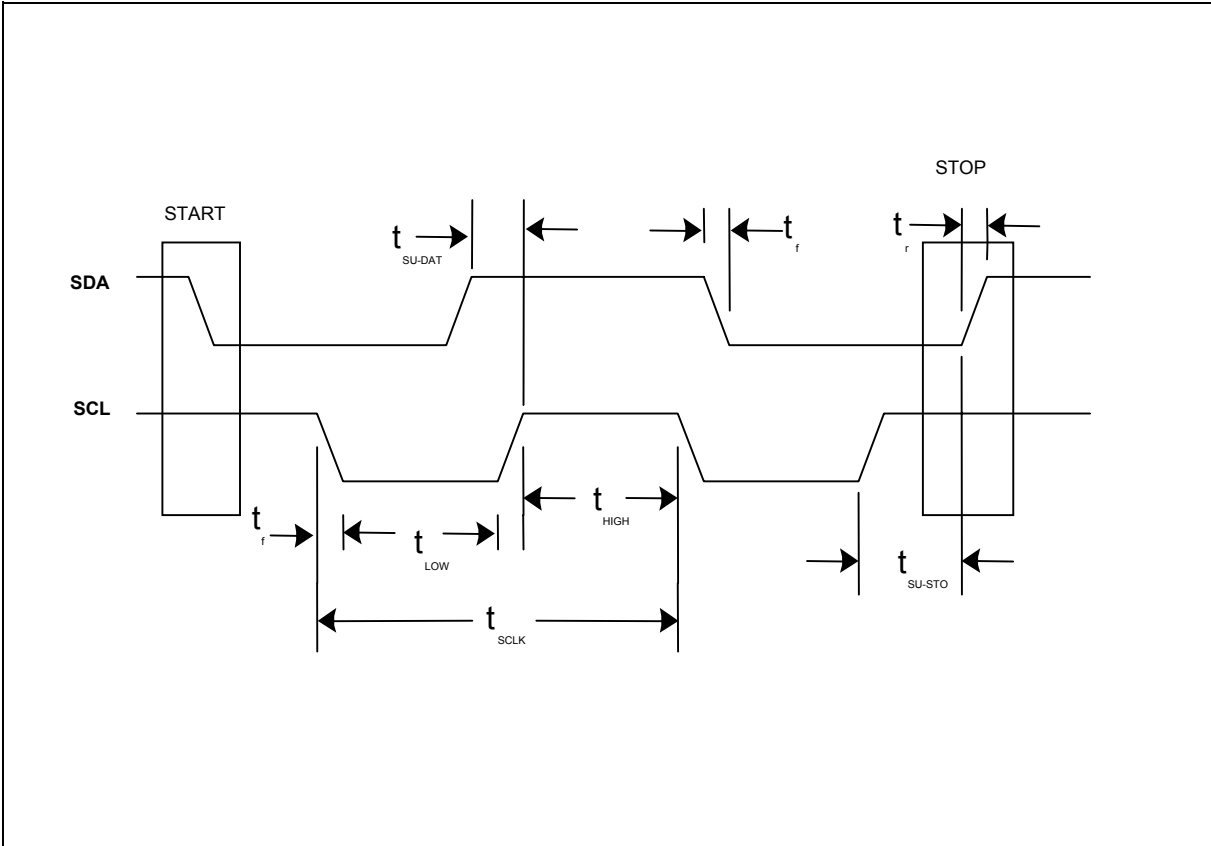 STOP
START
t SU-DAT
t f
t r
SDA
SCL
t HIGH
t f
t LOW
t SU-STO
t SCLK